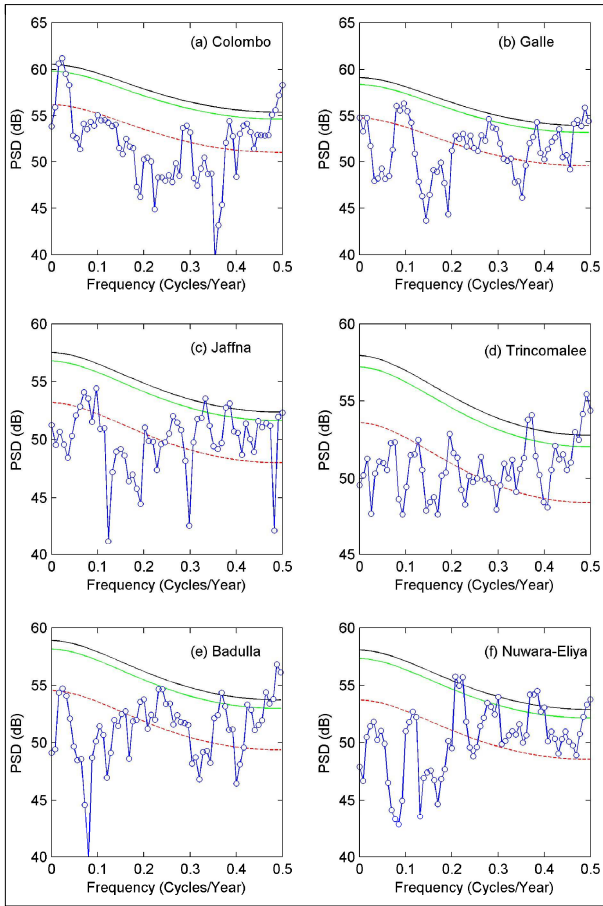 (a) Colombo
PSD (dB)
65
60
55
50
45
40
0 0.1 0.2 0.3 0.4 0.5
Frequency (Cycles/Year)
(b) Galle
PSD (dB)
65
60
55
50
45
40
0 0.1 0.2 0.3 0.4 0.5
Frequency (Cycles/Year)
(c) Jaffna
PSD (dB)
60
55
50
45
40
0 0.1 0.2 0.3 0.4 0.5
Frequency (Cycles/Year)
(d) Trincomalee
PSD (dB)
60
55
50
45
0 0.1 0.2 0.3 0.4 0.5
Frequency (Cycles/Year)
(e) Badulla
PSD (dB)
60
55
50
45
40
0 0.1 0.2 0.3 0.4 0.5
Frequency (Cycles/Year)
(f) Nuwara-Eliya
PSD (dB)
60
55
50
45
40
0 0.1 0.2 0.3 0.4 0.5
Frequency (Cycles/Year)